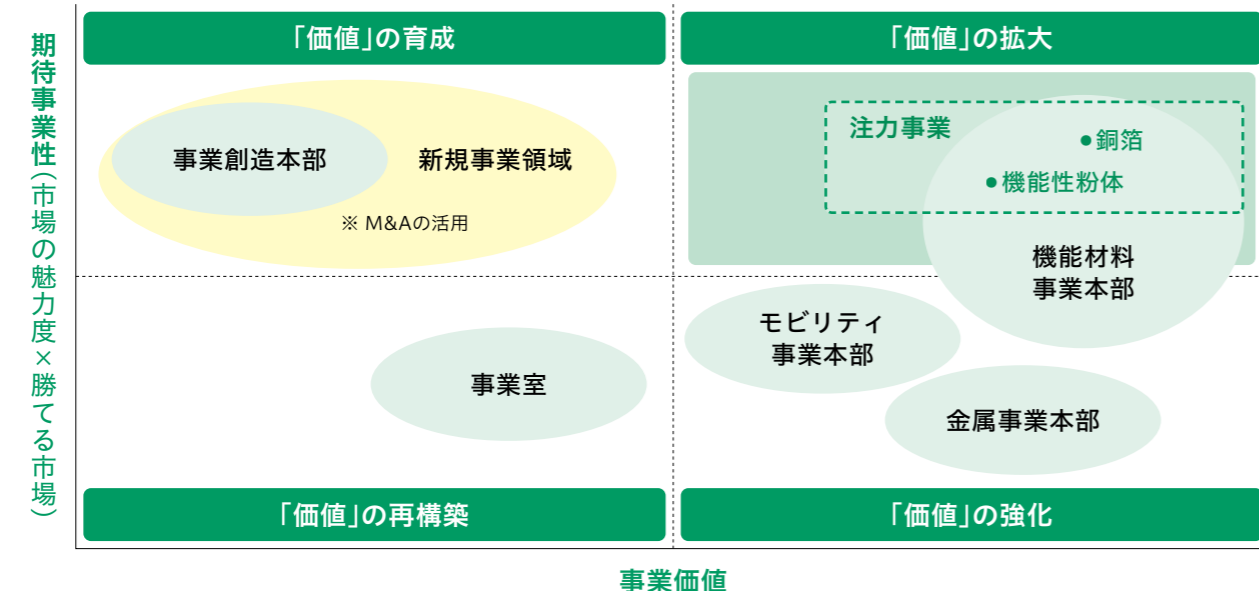 期待事業性(市場の魅力度×勝てる市場)
「価値」の育成
「価値」の拡大
事業創造本部
新規事業領域
※ M&Aの活用
注力事業
●銅箔
●機能性粉体
機能材料
事業本部
モビリティ
事業本部
事業室
金属事業本部
「価値」の再構築
「価値」の強化
事業価値